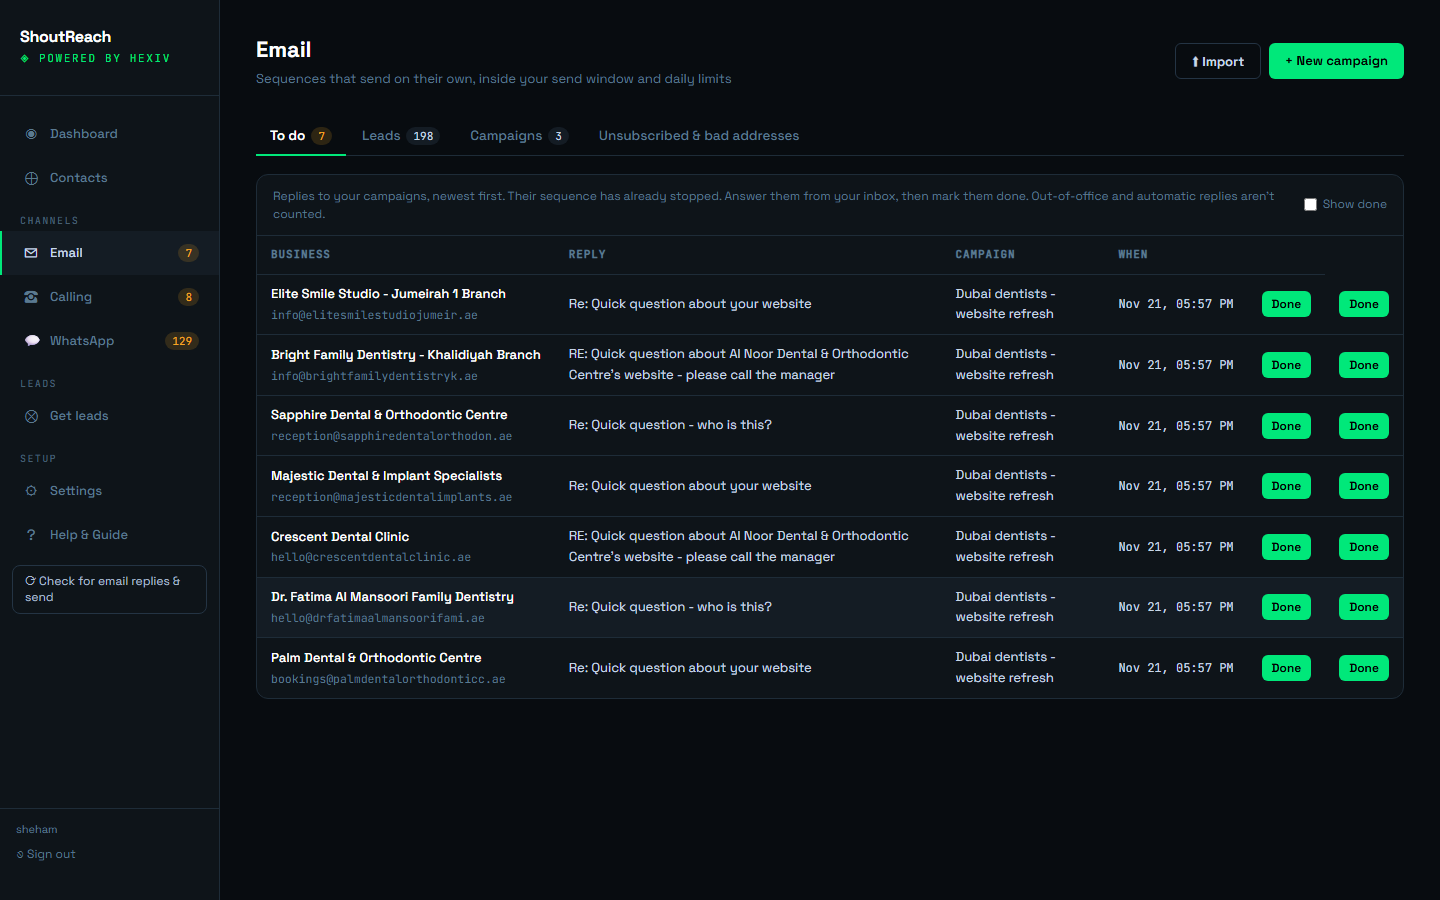 ShoutReach
◈ POWERED BY HEXIV
Dashboard
Contacts
CHANNELS
Email 7
Calling 8
WhatsApp 129
LEADS
Get leads
SETUP
Settings
? Help & Guide
⟳ Check for email replies &
send
sheham
Sign out
Email
Sequences that send on their own, inside your send window and daily limits
⬆ Import
+ New campaign
To do 7
Leads 198
Campaigns 3
Unsubscribed & bad addresses
Replies to your campaigns, newest first. Their sequence has already stopped. Answer them from your inbox, then mark them done. Out-of-office and automatic replies aren't
counted.
Show done
BUSINESS REPLY CAMPAIGN WHEN
Elite Smile Studio - Jumeirah 1 Branch
info@elitesmilestudiojumeir.ae
Re: Quick question about your website
Dubai dentists -
website refresh
Nov 21, 05:57 PM
Done
Done
Bright Family Dentistry - Khalidiyah Branch
info@brightfamilydentistryk.ae
RE: Quick question about Al Noor Dental & Orthodontic
Centre's website - please call the manager
Dubai dentists -
website refresh
Nov 21, 05:57 PM
Done
Done
Sapphire Dental & Orthodontic Centre
reception@sapphiredentalorthodon.ae
Re: Quick question - who is this?
Dubai dentists -
website refresh
Nov 21, 05:57 PM
Done
Done
Majestic Dental & Implant Specialists
reception@majesticdentalimplants.ae
Re: Quick question about your website
Dubai dentists -
website refresh
Nov 21, 05:57 PM
Done
Done
Crescent Dental Clinic
hello@crescentdentalclinic.ae
RE: Quick question about Al Noor Dental & Orthodontic
Centre's website - please call the manager
Dubai dentists -
website refresh
Nov 21, 05:57 PM
Done
Done
Dr. Fatima Al Mansoori Family Dentistry
hello@drfatimaalmansoorifami.ae
Re: Quick question - who is this?
Dubai dentists -
website refresh
Nov 21, 05:57 PM
Done
Done
Palm Dental & Orthodontic Centre
bookings@palmdentalorthodonticc.ae
Re: Quick question about your website
Dubai dentists -
website refresh
Nov 21, 05:57 PM
Done
Done